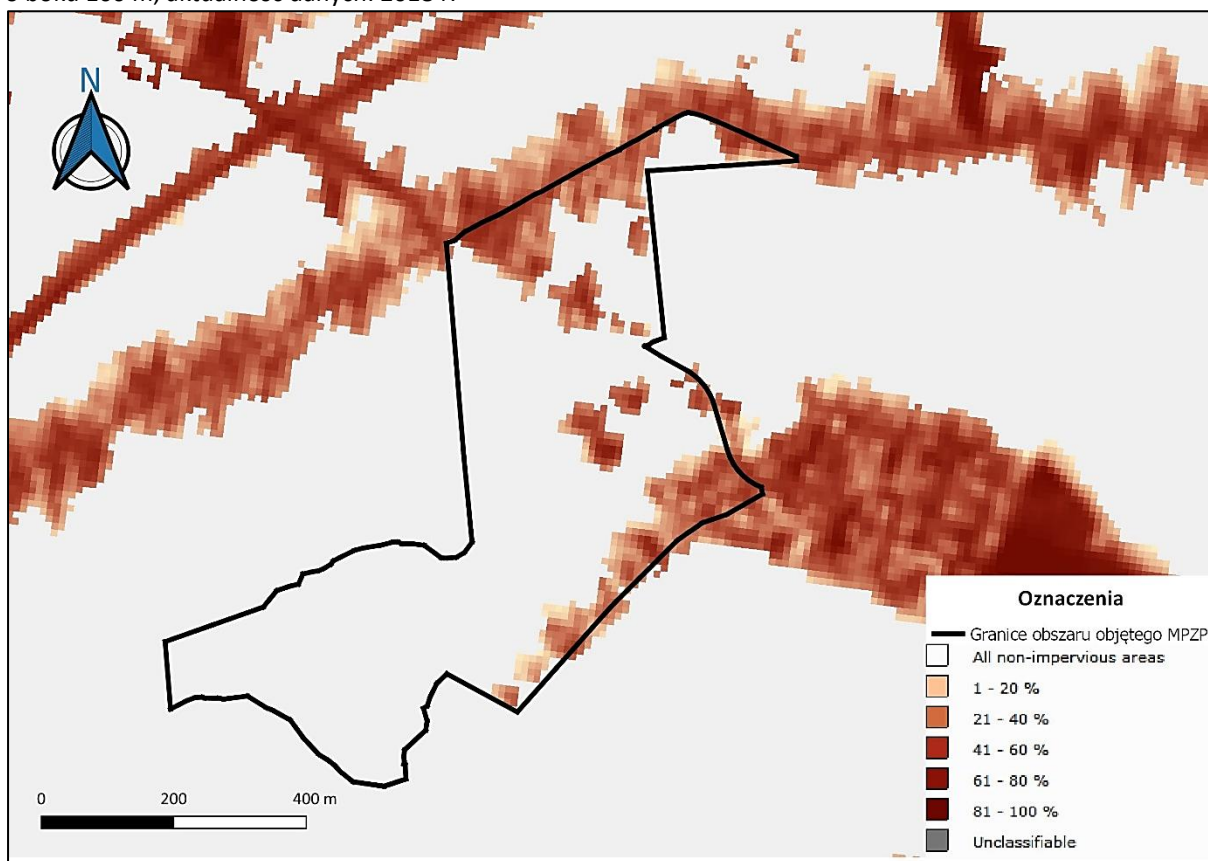 N
Oznaczenia
Granice obszaru objętego MPZP
All non-impervious areas
1 - 20 %
21 - 40 %
41 - 60 %
61 - 80 %
81 - 100 %
Unclassifiable
0 200 400 m